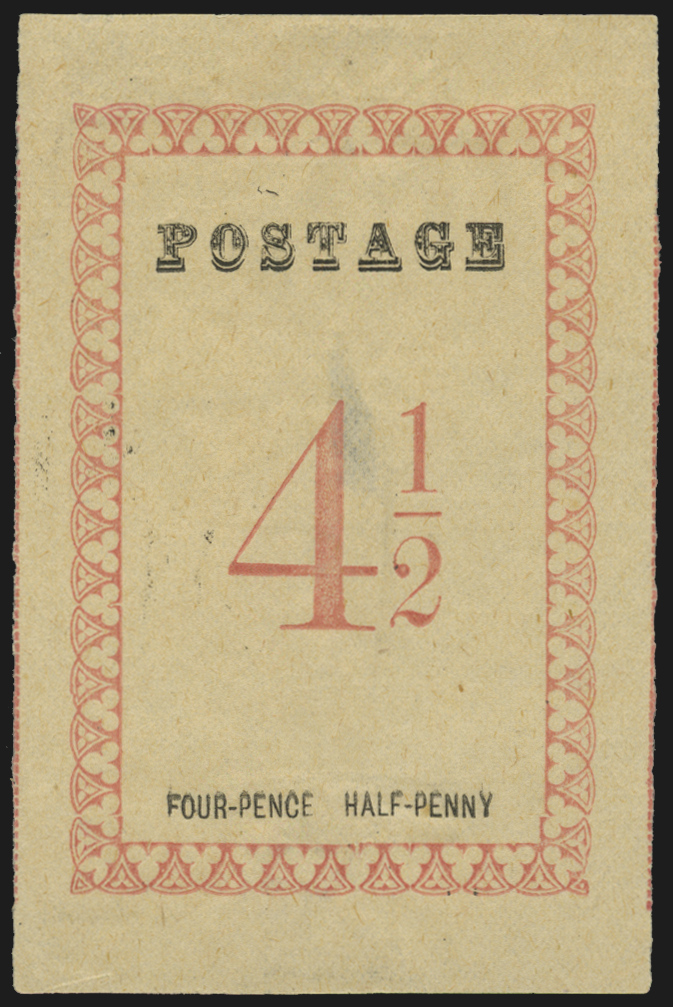 POSTAGE
4 1/2
FOUR-PENCE HALF-PENNY